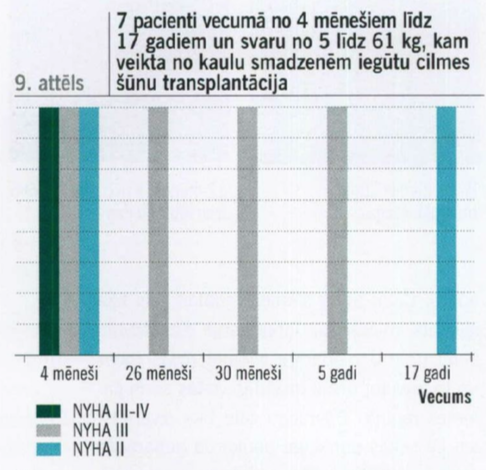 7 pacienti vecumā no 4 mēnešiem līdz
17 gadiem un svaru no 5 līdz 61 kg, kam
veikta no kaulu smadzenēm iegūtu cilmes
9. attēls šūnu transplantācija
4 mēneši 26 mēneši 30 mēneši 5 gadi 17 gadi
Vecums
NYHA III-IV
NYHA III
NYHA II